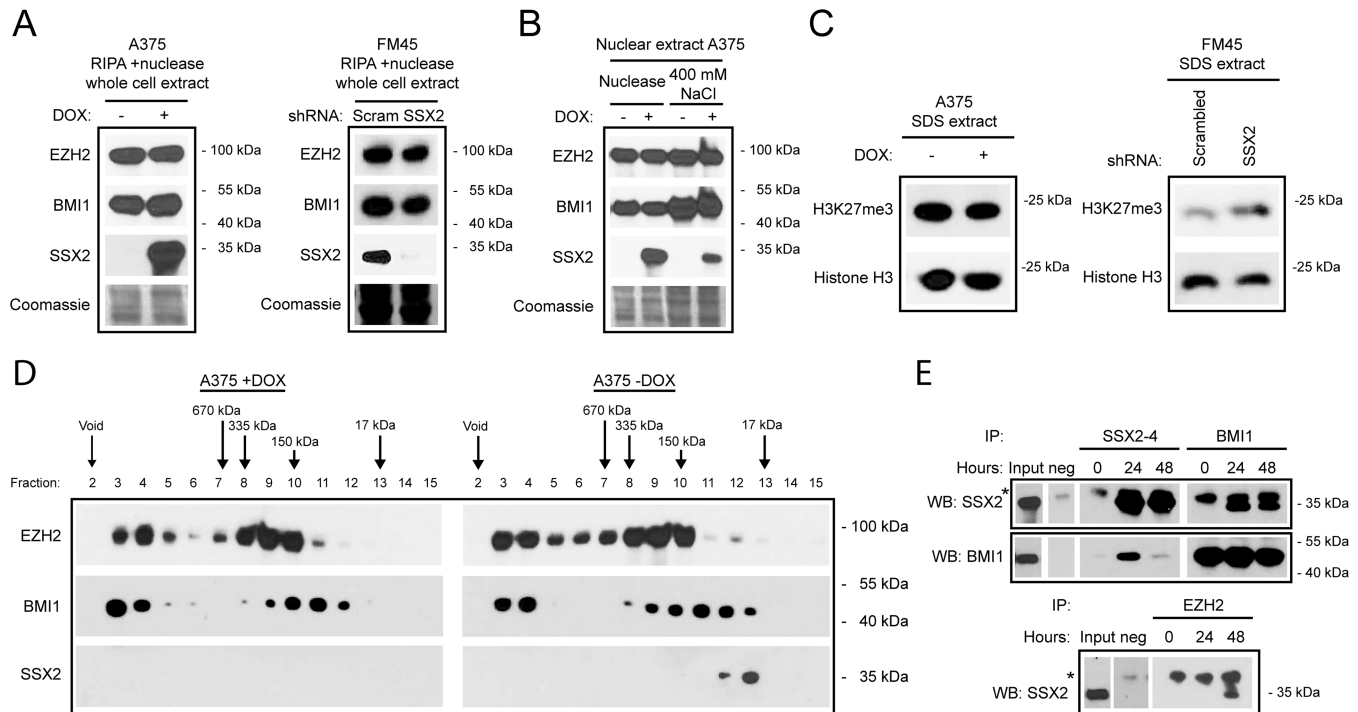 A
A375
RIPA +nuclease
whole cell extract
DOX: - +
EZH2 - 100 kDa
BMI1 - 55 kDa
- 40 kDa
SSX2 - 35 kDa
Coomassie
FM45
RIPA +nuclease
whole cell extract
shRNA: Scram SSX2
EZH2 - 100 kDa
BMI1 - 55 kDa
- 40 kDa
SSX2 - 35 kDa
Coomassie
B
Nuclear extract A375
Nuclease 400 mM
NaCl
DOX: - + - +
EZH2 - 100 kDa
BMI1 - 55 kDa
- 40 kDa
SSX2 - 35 kDa
Coomassie
C
A375
SDS extract
DOX: - +
H3K27me3 -25 kDa
Histone H3 -25 kDa
FM45
SDS extract
shRNA: Scrambled SSX2
H3K27me3 -25 kDa
Histone H3 -25 kDa
D
A375 +DOX A375 -DOX
Void 670 kDa 335 kDa 150 kDa 17 kDa Void 670 kDa 335 kDa 150 kDa 17 kDa
Fraction: 2 3 4 5 6 7 8 9 10 11 12 13 14 15 2 3 4 5 6 7 8 9 10 11 12 13 14 15
EZH2 - 100 kDa
BMI1 - 55 kDa
- 40 kDa
SSX2 - 35 kDa
E
IP: SSX2-4 BMI1
Hours: Input neg 0 24 48 0 24 48
WB: SSX2 * - 35 kDa
WB: BMI1 - 55 kDa
- 40 kDa
IP: EZH2
Hours: Input neg 0 24 48
*
WB: SSX2 - 35 kDa